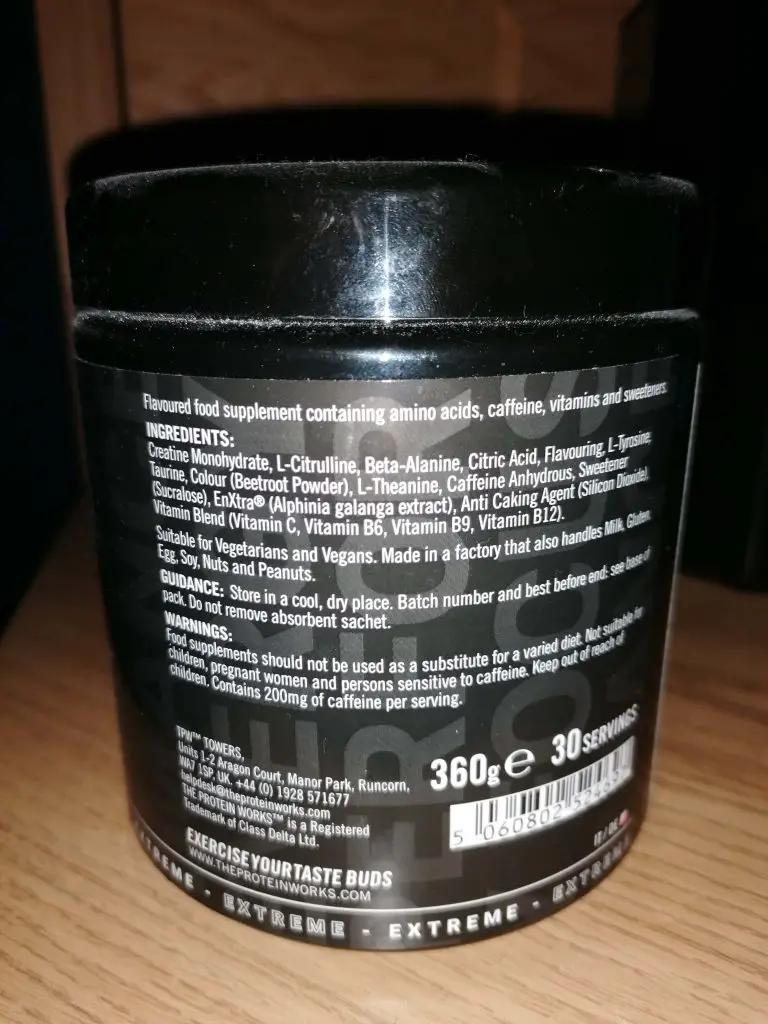 Flavoured food supplement containing amino acids, caffeine, vitamins and sweeteners.
INGREDIENTS:
Creatine Monohydrate, L-Citrulline, Beta-Alanine, Citric Acid, Flavouring, L-Tyrosine,
Taurine, Colour (Beetroot Powder), L-Theanine, Caffeine Anhydrous, Sweetener
(Sucralose), EnXtra® (Alphinia galanga extract), Anti Caking Agent (Silicon Dioxide),
Vitamin Blend (Vitamin C, Vitamin B6, Vitamin B9, Vitamin B12).
Suitable for Vegetarians and Vegans. Made in a factory that also handles Milk, Gluten,
Egg, Soy, Nuts and Peanuts.
GUIDANCE: Store in a cool, dry place. Batch number and best before end: see base of
pack. Do not remove absorbent sachet.
WARNINGS:
Food supplements should not be used as a substitute for a varied diet. Not suitable for
children, pregnant women and persons sensitive to caffeine. Keep out of reach of
children. Contains 200mg of caffeine per serving.
TPW™ TOWERS,
Units 1-2 Aragon Court, Manor Park, Runcorn,
WA7 1SP, UK. +44 (0) 1928 571677
helpdesk@theproteinworks.com
THE PROTEIN WORKS™ is a Registered
Trademark of Class Delta Ltd.
360g e 30 SERVINGS
5 060802
EXERCISE YOUR TASTE BUDS
WWW.THEPROTEINWORKS.COM
EXTREME - EXTREME - EXTREME - EXTREME